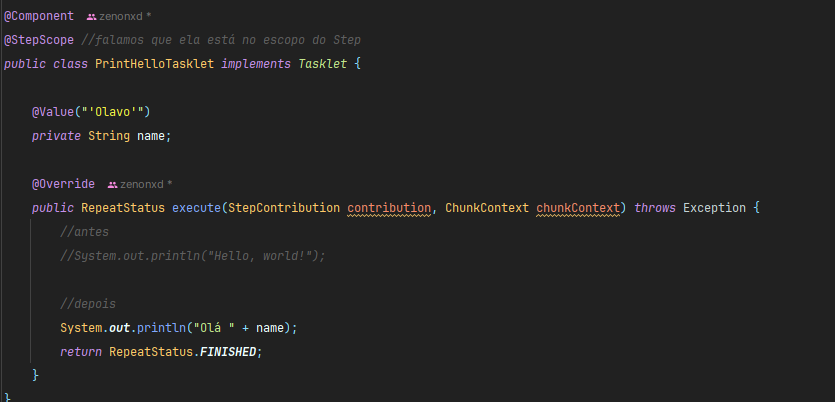 @Component zenonxd *
@StepScope //falamos que ela está no escopo do Step
public class PrintHelloTasklet implements Tasklet {
@Value("'Olavo'")
private String name;
@Override zenonxd *
public RepeatStatus execute(StepContribution contribution, ChunkContext chunkContext) throws Exception {
//antes
//System.out.println("Hello, world!");
//depois
System.out.println("Olá " + name);
return RepeatStatus.FINISHED;
}
}